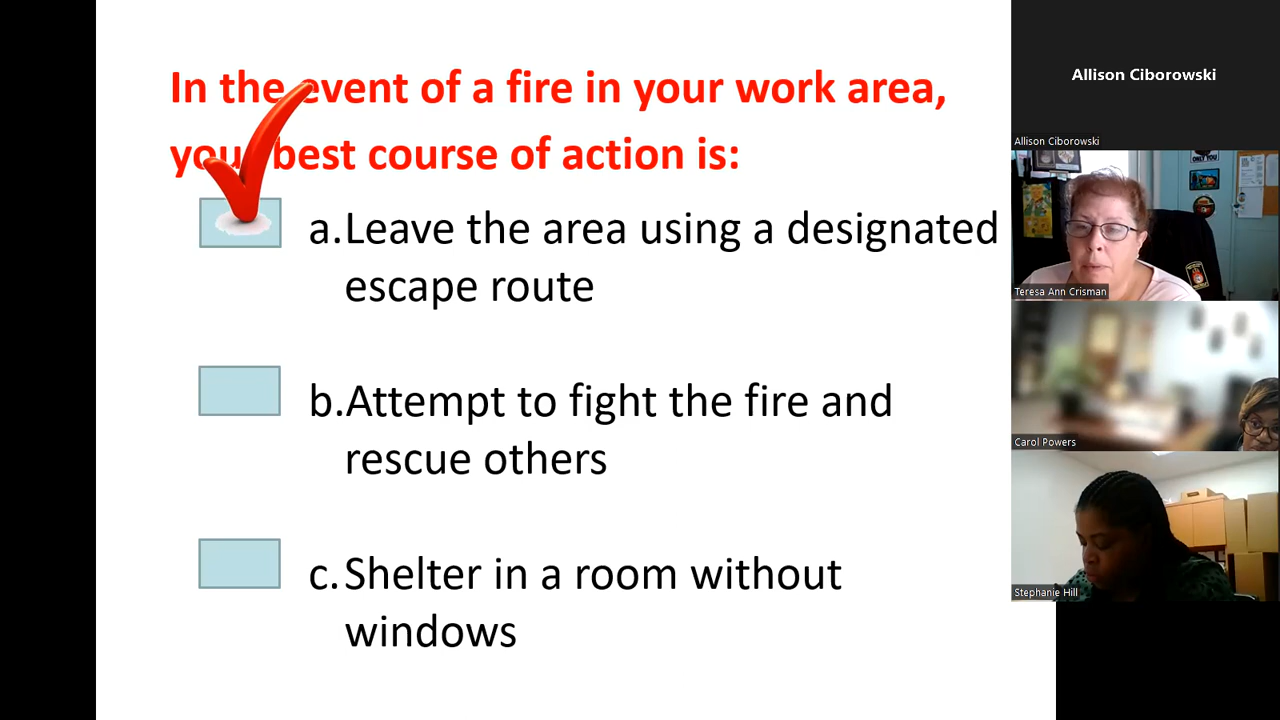 In the event of a fire in your work area,
your best course of action is:
a. Leave the area using a designated
escape route
b. Attempt to fight the fire and
rescue others
c. Shelter in a room without
windows
Allison Ciborowski
Allison Ciborowski
ONLY YOU
Teresa Ann Crisman
Carol Powers
Stephanie Hill